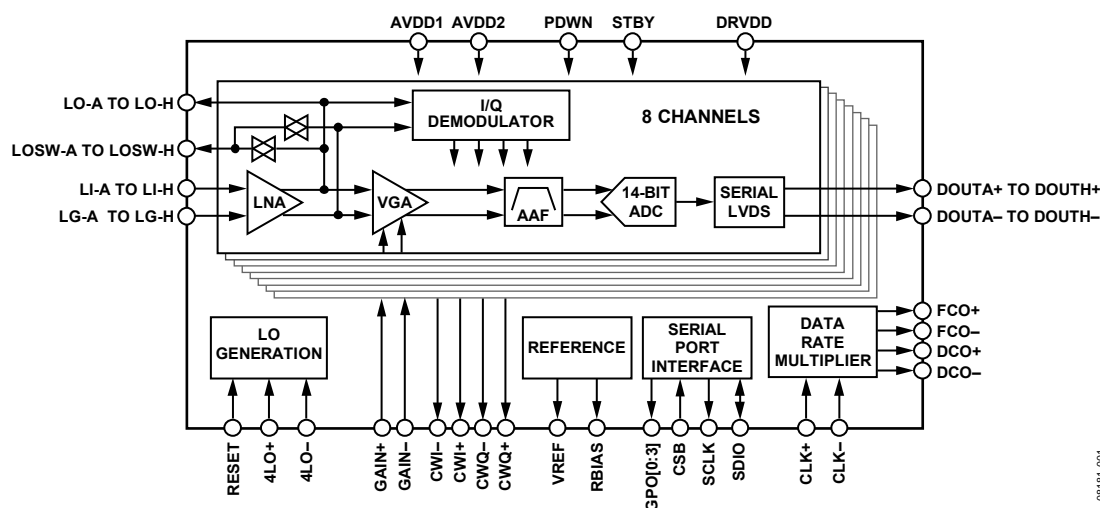 AVDD1 AVDD2 PDWN STBY DRVDD
LO-A TO LO-H
LOSW-A TO LOSW-H
LI-A TO LI-H
LG-A TO LG-H
I/Q
DEMODULATOR
8 CHANNELS
LNA
VGA
AAF
14-BIT
ADC
SERIAL
LVDS
DOUTA+ TO DOUTH+
DOUTA– TO DOUTH–
LO
GENERATION
REFERENCE
SERIAL
PORT
INTERFACE
DATA
RATE
MULTIPLIER
FCO+
FCO–
DCO+
DCO–
RESET
4LO+
4LO–
GAIN+
GAIN–
CWI–
CWI+
CWQ–
CWQ+
VREF
RBIAS
GPO[0:3]
CSB
SCLK
SDIO
CLK+
CLK–